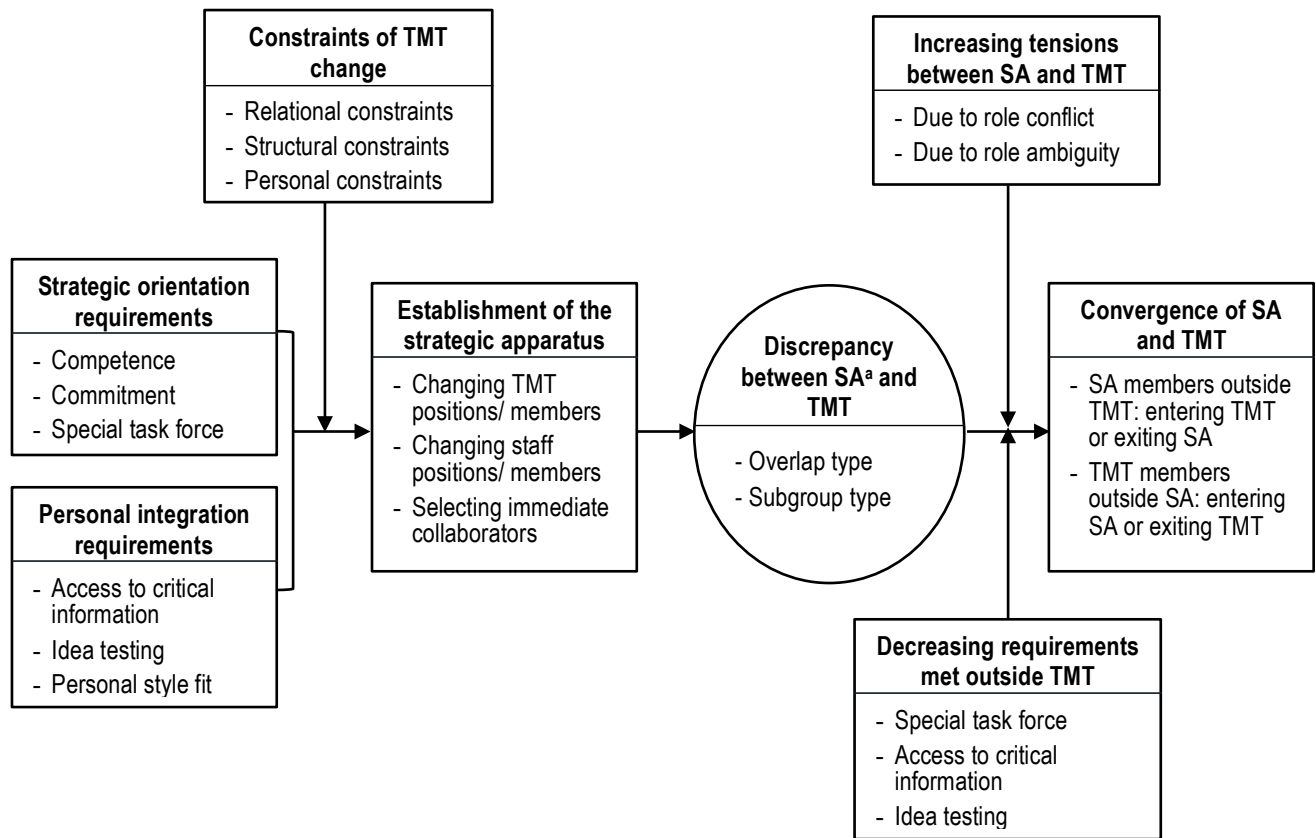 Constraints of TMT
change
- Relational constraints
- Structural constraints
- Personal constraints
Increasing tensions
between SA and TMT
- Due to role conflict
- Due to role ambiguity
Strategic orientation
requirements
- Competence
- Commitment
- Special task force
Personal integration
requirements
- Access to critical
information
- Idea testing
- Personal style fit
Establishment of the
strategic apparatus
- Changing TMT
positions/ members
- Changing staff
positions/ members
- Selecting immediate
collaborators
Discrepancy
between SAª and
TMT
- Overlap type
- Subgroup type
Convergence of SA
and TMT
- SA members outside
TMT: entering TMT
or exiting SA
- TMT members
outside SA: entering
SA or exiting TMT
Decreasing requirements
met outside TMT
- Special task force
- Access to critical
information
- Idea testing